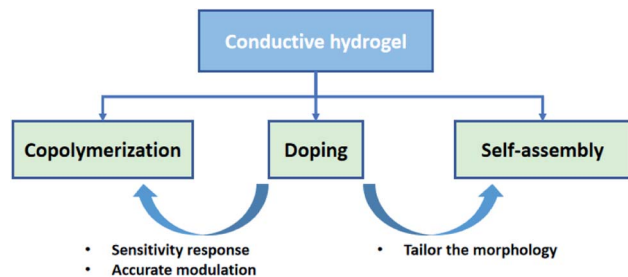 Conductive hydrogel
Copolymerization
Doping
Self-assembly
• Sensitivity response
• Accurate modulation
• Tailor the morphology